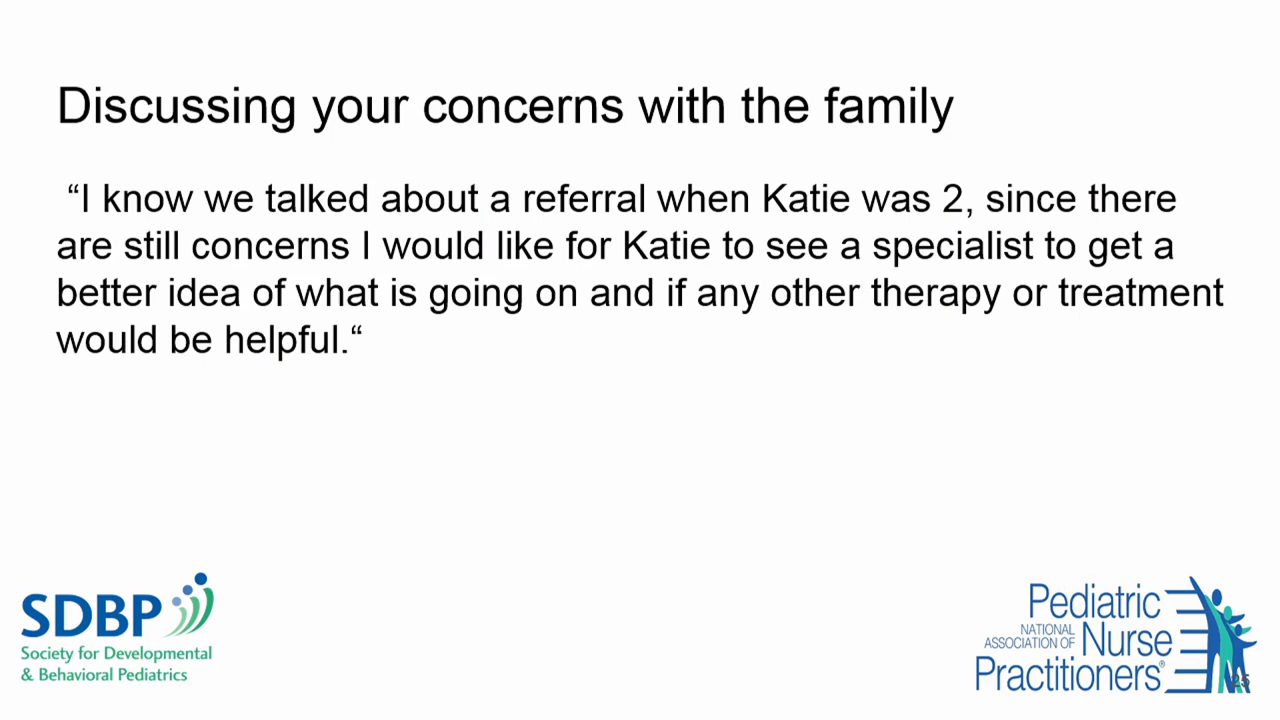 Discussing your concerns with the family
“I know we talked about a referral when Katie was 2, since there
are still concerns I would like for Katie to see a specialist to get a
better idea of what is going on and if any other therapy or treatment
would be helpful.“
SDBP
Society for Developmental
& Behavioral Pediatrics
Pediatric
NATIONAL
ASSOCIATION OF
Nurse
Practitioners®
25